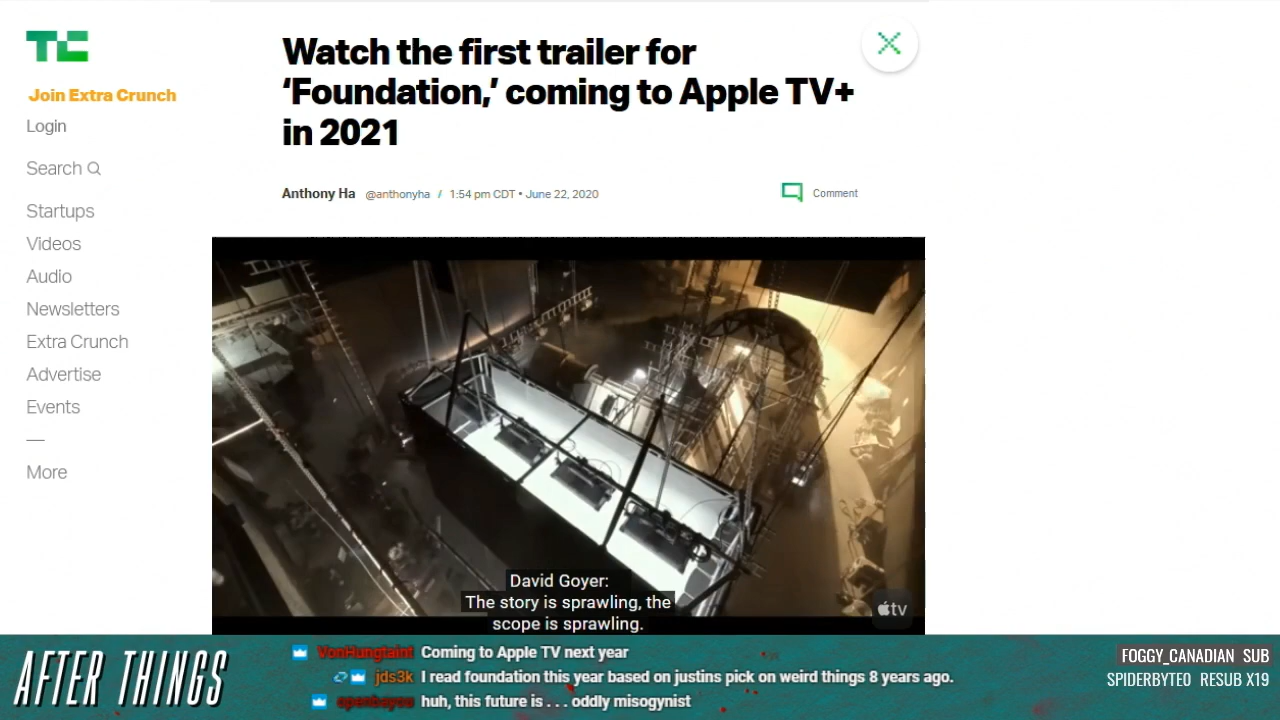 TC
Join Extra Crunch
Login
Search
Startups
Videos
Audio
Newsletters
Extra Crunch
Advertise
Events
—
More
Watch the first trailer for
‘Foundation,’ coming to Apple TV+
in 2021
Anthony Ha @anthonyha / 1:54 pm CDT • June 22, 2020
Comment
David Goyer:
The story is sprawling, the
scope is sprawling.
tv
AFTER THINGS
VonHungtaint Coming to Apple TV next year
jds3k I read foundation this year based on justins pick on weird things 8 years ago.
openbayou huh, this future is . . . oddly misogynist
FOGGY_CANADIAN SUB
SPIDERBYTE0 RESUB X19